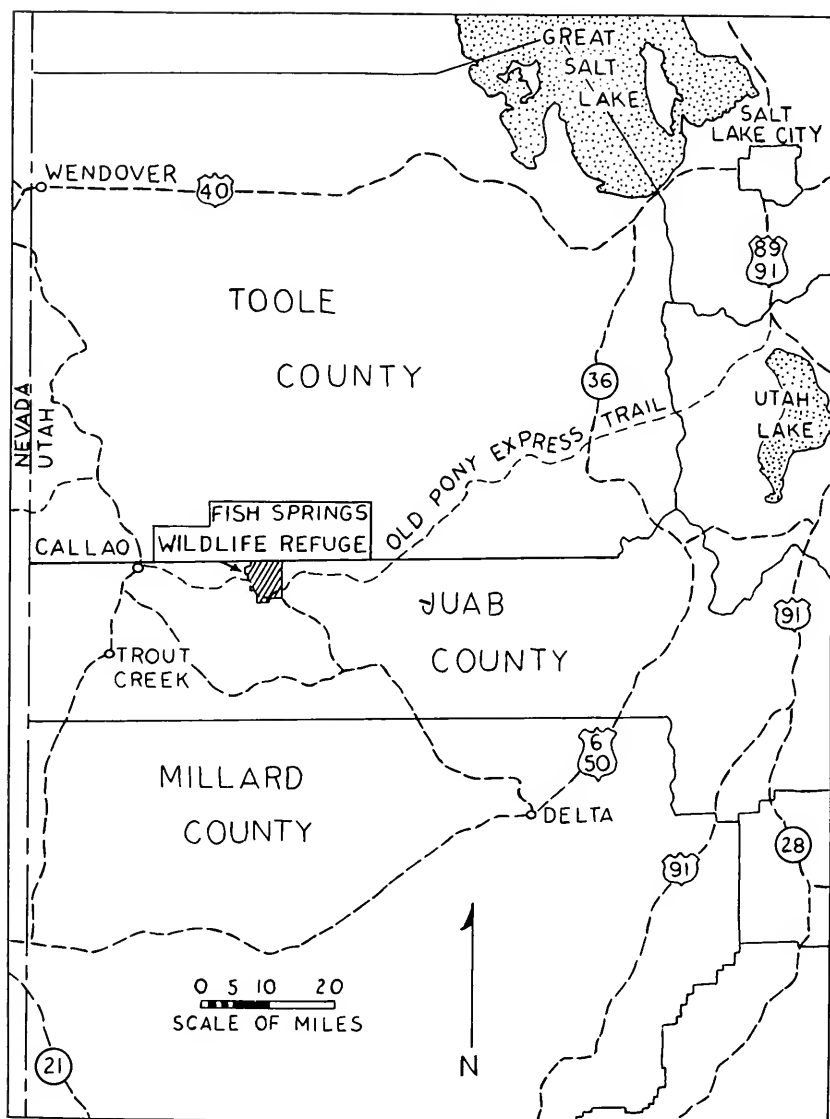 GREAT
SALT
LAKE
SALT
LAKE CITY
WENDOVER
40
89
91
TOOLE
COUNTY
36
UTAH
LAKE
NEVADA
UTAH
OLD PONY EXPRESS TRAIL
FISH SPRINGS
WILDLIFE REFUGE
CALLAO
JUAB
COUNTY
91
TROUT
CREEK
6
50
MILLARD
COUNTY
DELTA
28
91
0 5 10 20
SCALE OF MILES
N
21